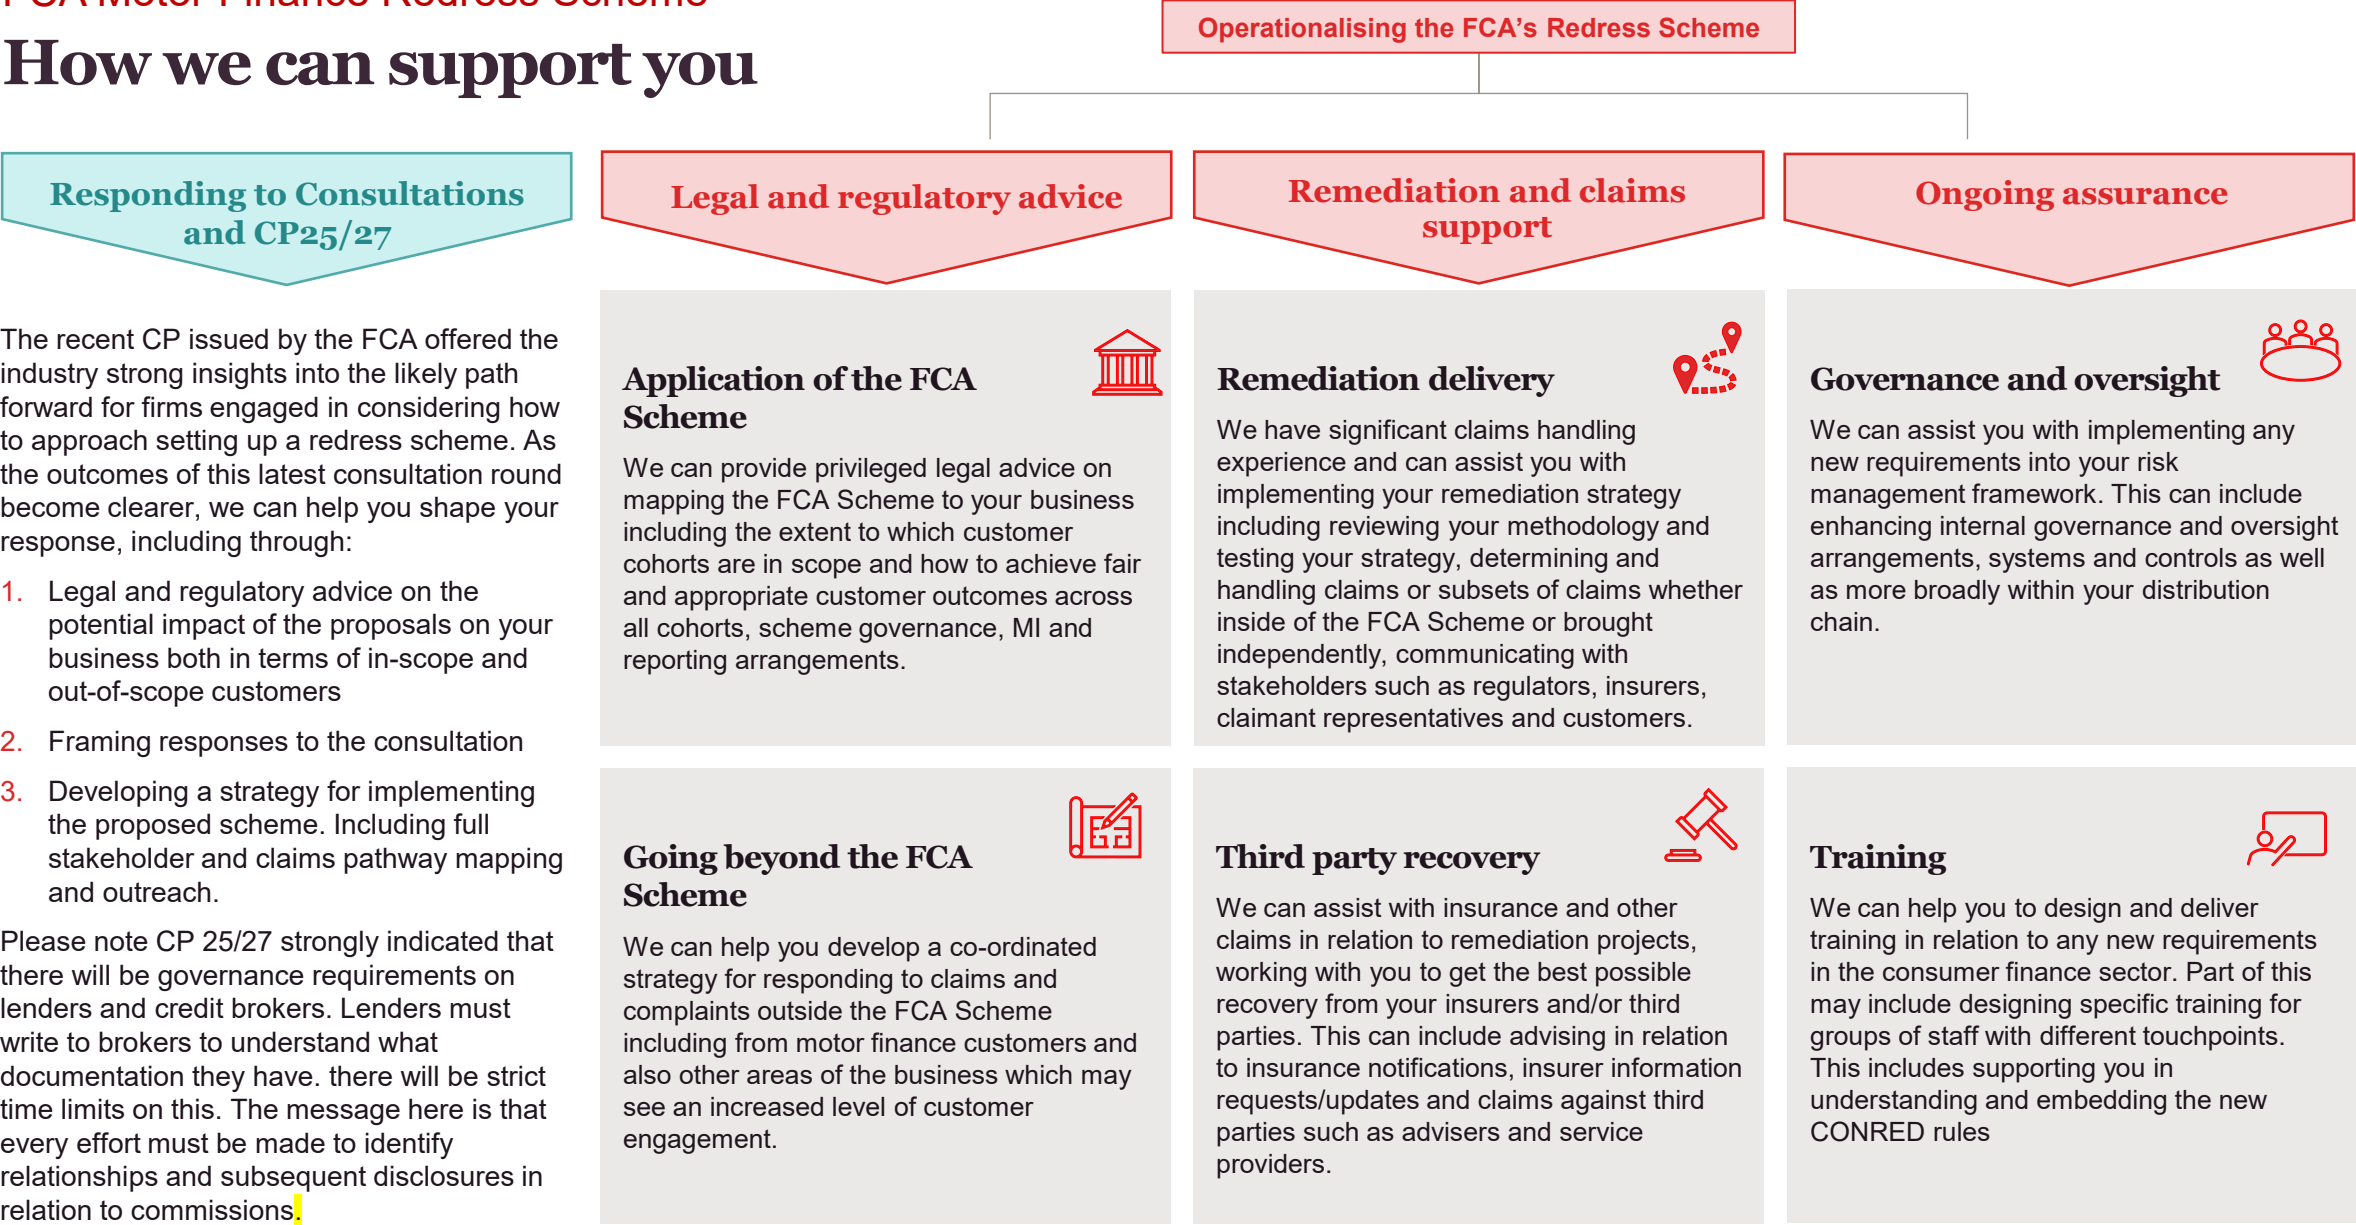 FCA Motor Finance Redress Scheme
How we can support you
Operationalising the FCA’s Redress Scheme
Responding to Consultations
and CP25/27
The recent CP issued by the FCA offered the
industry strong insights into the likely path
forward for firms engaged in considering how
to approach setting up a redress scheme. As
the outcomes of this latest consultation round
become clearer, we can help you shape your
response, including through:
1. Legal and regulatory advice on the
potential impact of the proposals on your
business both in terms of in-scope and
out-of-scope customers
2. Framing responses to the consultation
3. Developing a strategy for implementing
the proposed scheme. Including full
stakeholder and claims pathway mapping
and outreach.
Please note CP 25/27 strongly indicated that
there will be governance requirements on
lenders and credit brokers. Lenders must
write to brokers to understand what
documentation they have. there will be strict
time limits on this. The message here is that
every effort must be made to identify
relationships and subsequent disclosures in
relation to commissions.
Legal and regulatory advice
Application of the FCA
Scheme
We can provide privileged legal advice on
mapping the FCA Scheme to your business
including the extent to which customer
cohorts are in scope and how to achieve fair
and appropriate customer outcomes across
all cohorts, scheme governance, MI and
reporting arrangements.
Going beyond the FCA
Scheme
We can help you develop a co-ordinated
strategy for responding to claims and
complaints outside the FCA Scheme
including from motor finance customers and
also other areas of the business which may
see an increased level of customer
engagement.
Remediation and claims
support
Remediation delivery
We have significant claims handling
experience and can assist you with
implementing your remediation strategy
including reviewing your methodology and
testing your strategy, determining and
handling claims or subsets of claims whether
inside of the FCA Scheme or brought
independently, communicating with
stakeholders such as regulators, insurers,
claimant representatives and customers.
Third party recovery
We can assist with insurance and other
claims in relation to remediation projects,
working with you to get the best possible
recovery from your insurers and/or third
parties. This can include advising in relation
to insurance notifications, insurer information
requests/updates and claims against third
parties such as advisers and service
providers.
Ongoing assurance
Governance and oversight
We can assist you with implementing any
new requirements into your risk
management framework. This can include
enhancing internal governance and oversight
arrangements, systems and controls as well
as more broadly within your distribution
chain.
Training
We can help you to design and deliver
training in relation to any new requirements
in the consumer finance sector. Part of this
may include designing specific training for
groups of staff with different touchpoints.
This includes supporting you in
understanding and embedding the new
CONRED rules